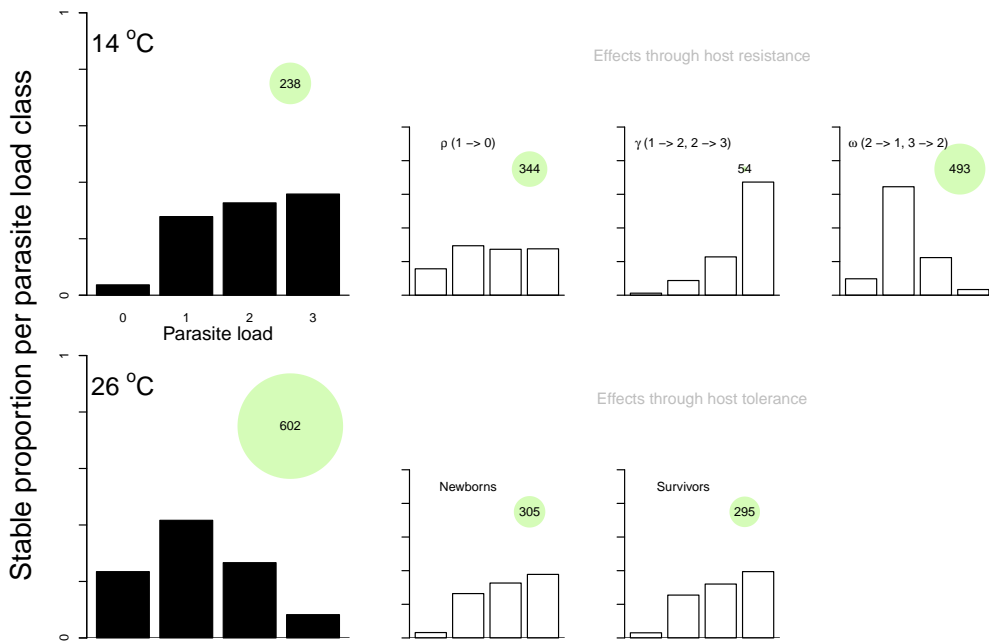 Stable proportion per parasite load class
1
14 °C
238
0
0 1 2 3
Parasite load
Effects through host resistance
ρ (1 −> 0)
344
γ (1 −> 2, 2 −> 3)
54
ω (2 −> 1, 3 −> 2)
493
1
26 °C
602
0
Effects through host tolerance
Newborns
305
Survivors
295